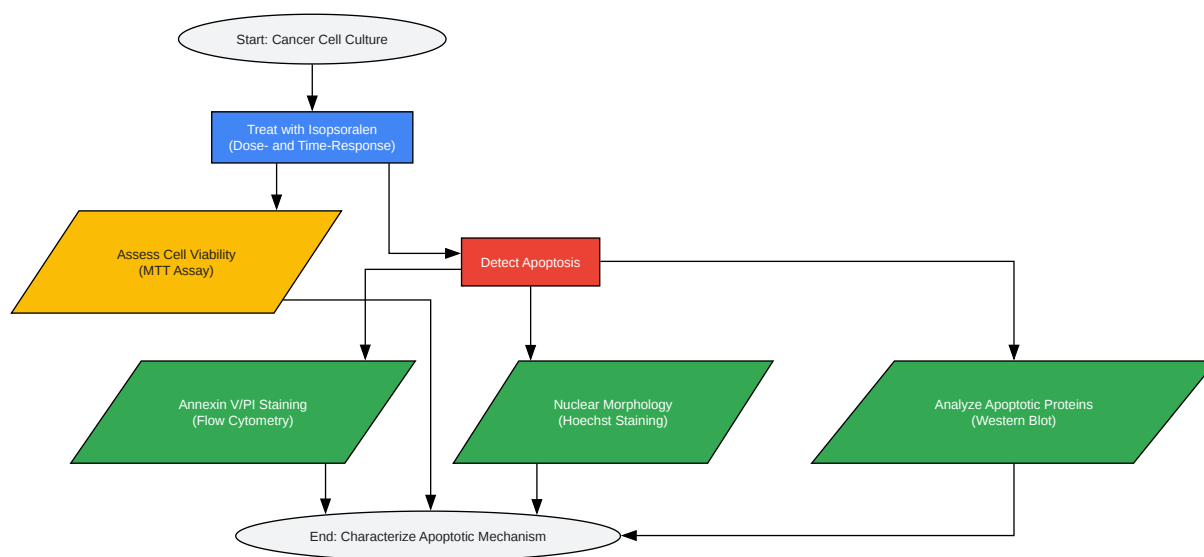 Start: Cancer Cell Culture
Treat with Isopsoralen
(Dose- and Time-Response)
Assess Cell Viability
(MTT Assay)
Detect Apoptosis
Annexin V/PI Staining
(Flow Cytometry)
Nuclear Morphology
(Hoechst Staining)
Analyze Apoptotic Proteins
(Western Blot)
End: Characterize Apoptotic Mechanism